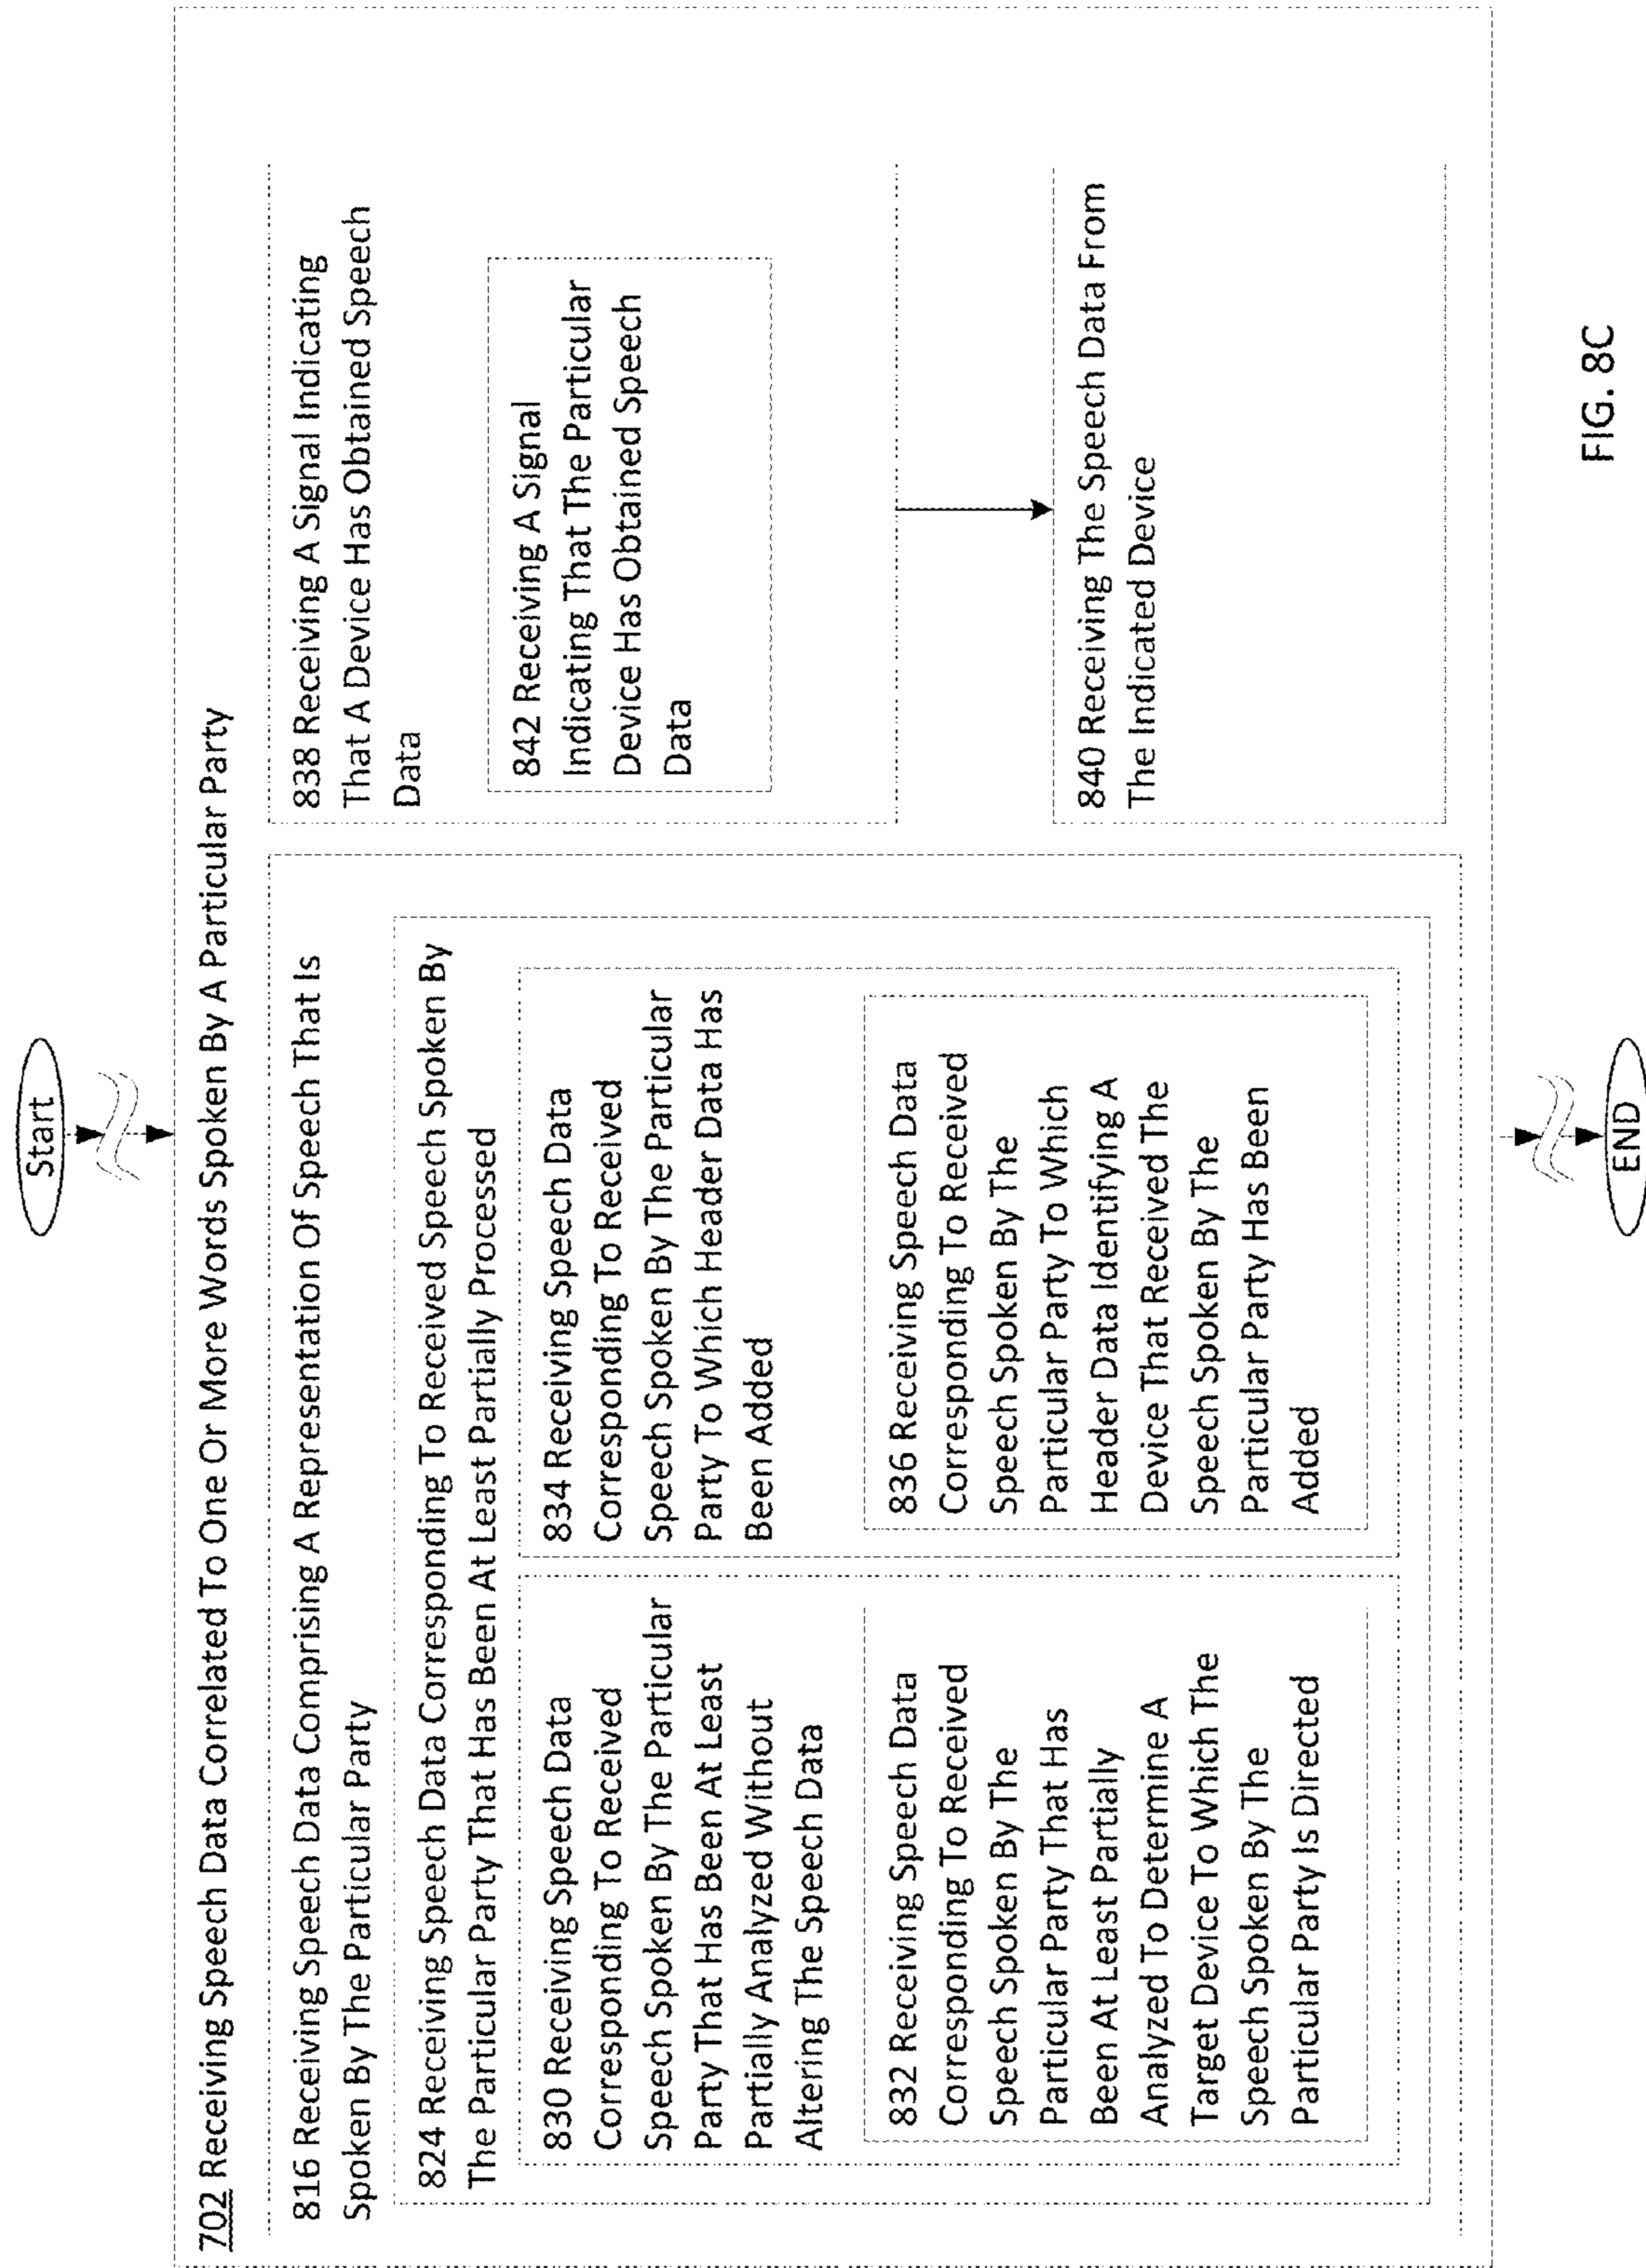 Start
702 Receiving Speech Data Correlated To One Or More Words Spoken By A Particular Party
816 Receiving Speech Data Comprising A Representation Of Speech That Is
Spoken By The Particular Party
824 Receiving Speech Data Corresponding To Received Speech Spoken By
The Particular Party That Has Been At Least Partially Processed
830 Receiving Speech Data
Corresponding To Received
Speech Spoken By The Particular
Party That Has Been At Least
Partially Analyzed Without
Altering The Speech Data
832 Receiving Speech Data
Corresponding To Received
Speech Spoken By The
Particular Party That Has
Been At Least Partially
Analyzed To Determine A
Target Device To Which The
Speech Spoken By The
Particular Party Is Directed
834 Receiving Speech Data
Corresponding To Received
Speech Spoken By The Particular
Party To Which Header Data Has
Been Added
836 Receiving Speech Data
Corresponding To Received
Speech Spoken By The
Particular Party To Which
Header Data Identifying A
Device That Received The
Speech Spoken By The
Particular Party Has Been
Added
838 Receiving A Signal Indicating
That A Device Has Obtained Speech
Data
842 Receiving A Signal
Indicating That The Particular
Device Has Obtained Speech
Data
840 Receiving The Speech Data From
The Indicated Device
END
FIG. 8C